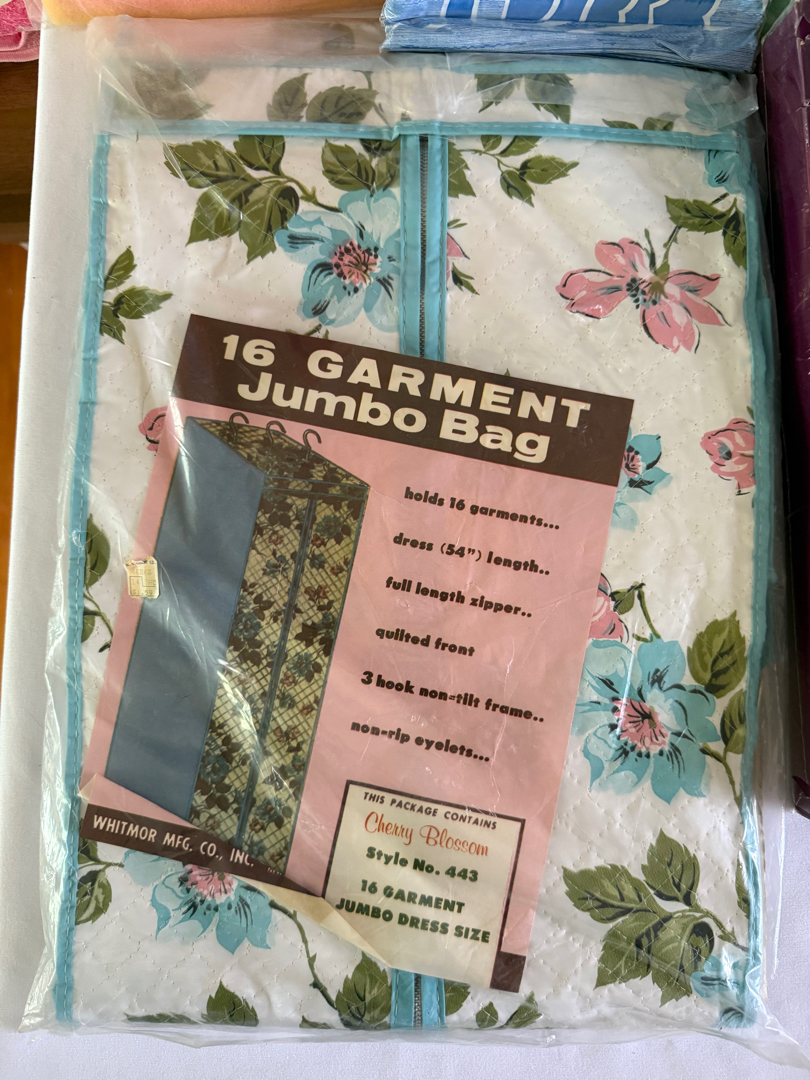 16 GARMENT
Jumbo Bag
holds 16 garments...
dress (54") length..
full length zipper..
quilted front
3 hook non-tilt frame..
non-rip eyelets...
WHITMOR MFG. CO., INC.
THIS PACKAGE CONTAINS
Cherry Blossom
Style No. 443
16 GARMENT
JUMBO DRESS SIZE